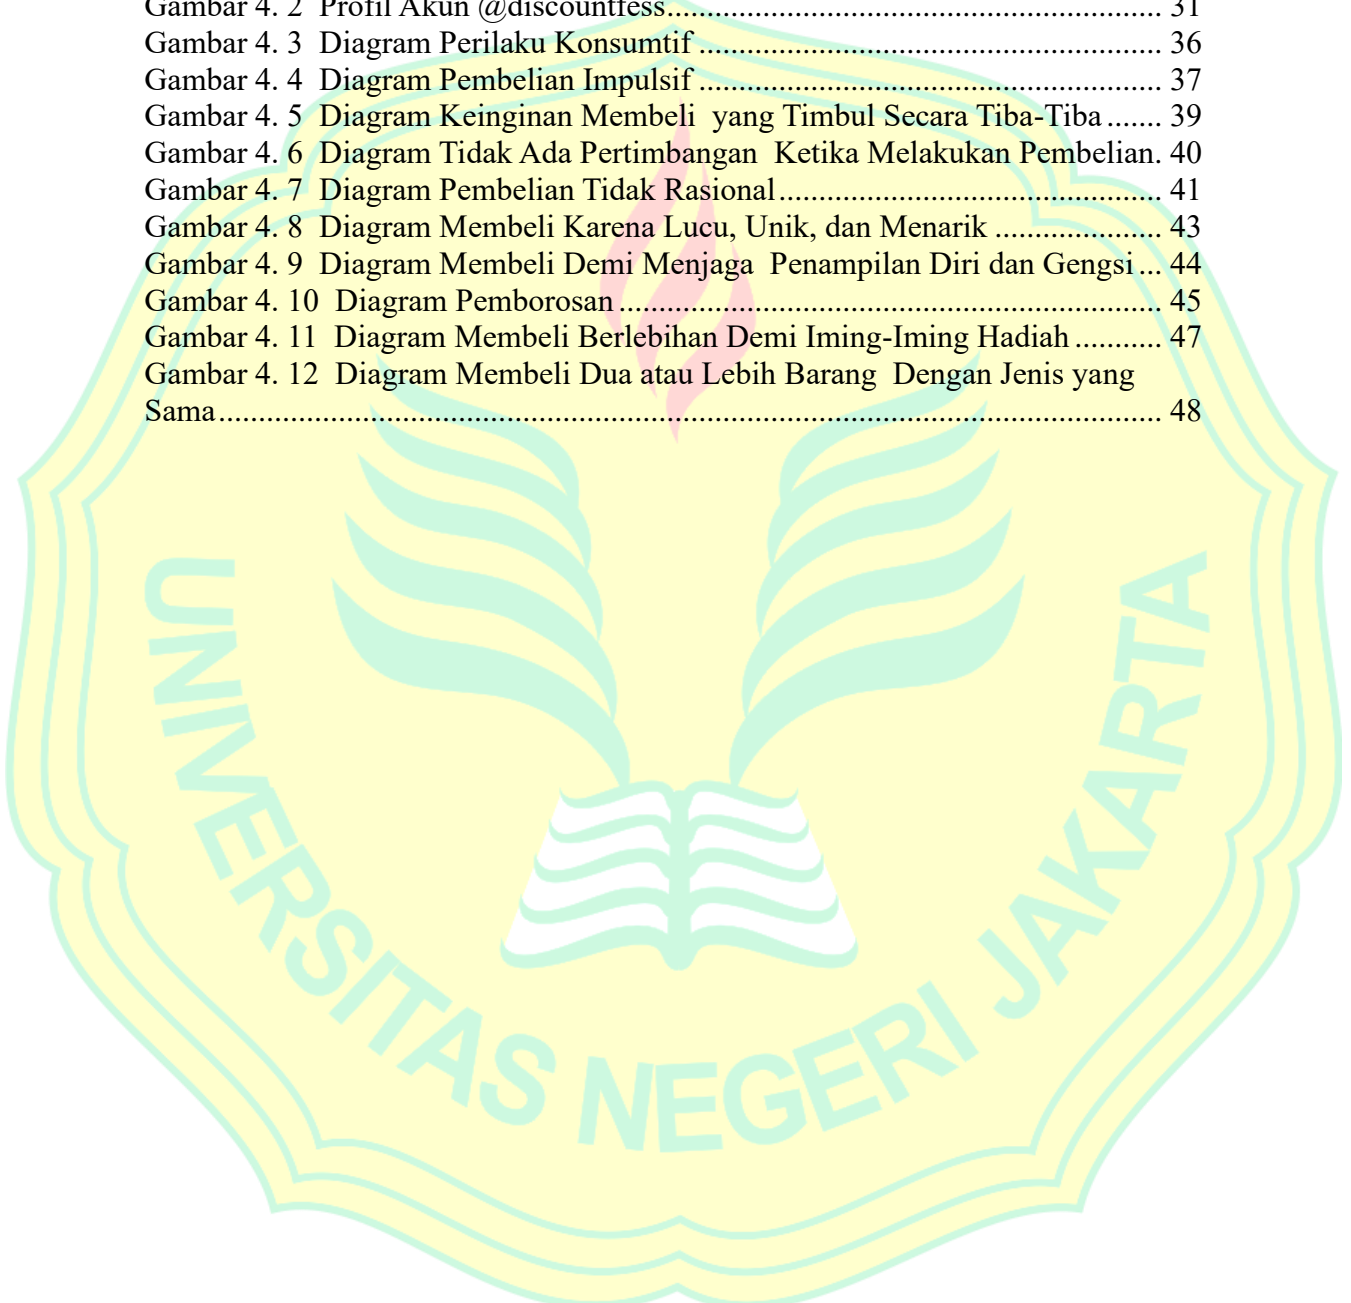 Gambar 4. 2  Profil Akun @discountfess.......................................................... 31
Gambar 4. 3  Diagram Perilaku Konsumtif ...................................................... 36
Gambar 4. 4  Diagram Pembelian Impulsif ...................................................... 37
Gambar 4. 5  Diagram Keinginan Membeli  yang Timbul Secara Tiba-Tiba ....... 39
Gambar 4. 6  Diagram Tidak Ada Pertimbangan  Ketika Melakukan Pembelian. 40
Gambar 4. 7  Diagram Pembelian Tidak Rasional............................................. 41
Gambar 4. 8  Diagram Membeli Karena Lucu, Unik, dan Menarik .................... 43
Gambar 4. 9  Diagram Membeli Demi Menjaga  Penampilan Diri dan Gengsi ... 44
Gambar 4. 10  Diagram Pemborosan ............................................................... 45
Gambar 4. 11  Diagram Membeli Berlebihan Demi Iming-Iming Hadiah .......... 47
Gambar 4. 12  Diagram Membeli Dua atau Lebih Barang  Dengan Jenis yang
Sama................................................................................................................ 48
UNIVERSITAS NEGERI JAKARTA